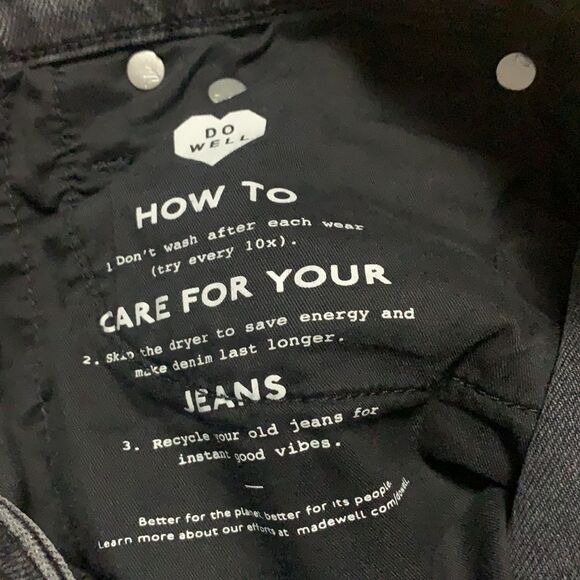 DO
WELL
HOW TO
1 Don't wash after each wear
(try every 10x).
CARE FOR YOUR
2. Skip the dryer to save energy and
make denim last longer.
JEANS
3. Recycle your old jeans for
instant good vibes.
—
Better for the planet, better for its people
Learn more about our efforts at madewell.com/dowell